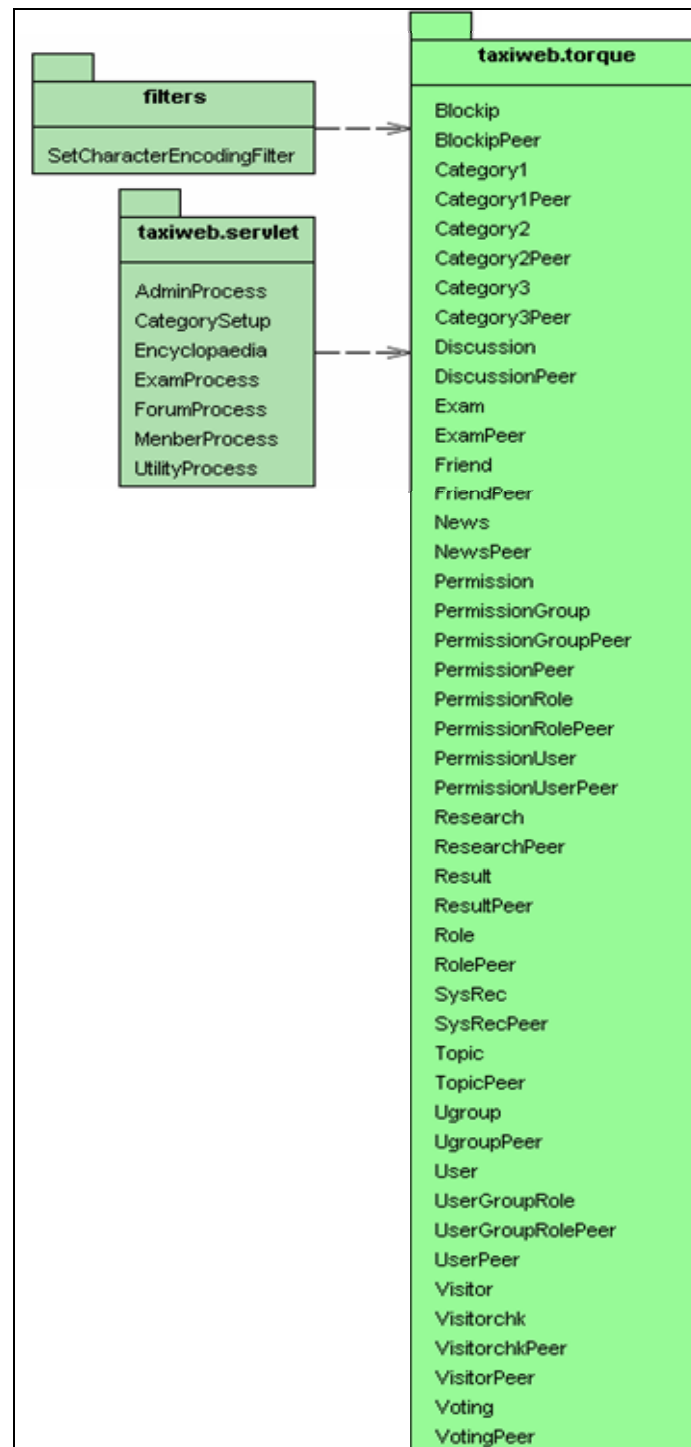 filters
SetCharacterEncodingFilter
taxiweb.servlet
AdminProcess
CategorySetup
Encyclopaedia
ExamProcess
ForumProcess
MenberProcess
UtilityProcess
taxiweb.torque
Blockip
BlockipPeer
Category1
Category1Peer
Category2
Category2Peer
Category3
Category3Peer
Discussion
DiscussionPeer
Exam
ExamPeer
Friend
FriendPeer
News
NewsPeer
Permission
PermissionGroup
PermissionGroupPeer
PermissionPeer
PermissionRole
PermissionRolePeer
PermissionUser
PermissionUserPeer
Research
ResearchPeer
Result
ResultPeer
Role
RolePeer
SysRec
SysRecPeer
Topic
TopicPeer
Ugroup
UgroupPeer
User
UserGroupRole
UserGroupRolePeer
UserPeer
Visitor
Visitorchk
VisitorchkPeer
VisitorPeer
Voting
VotingPeer